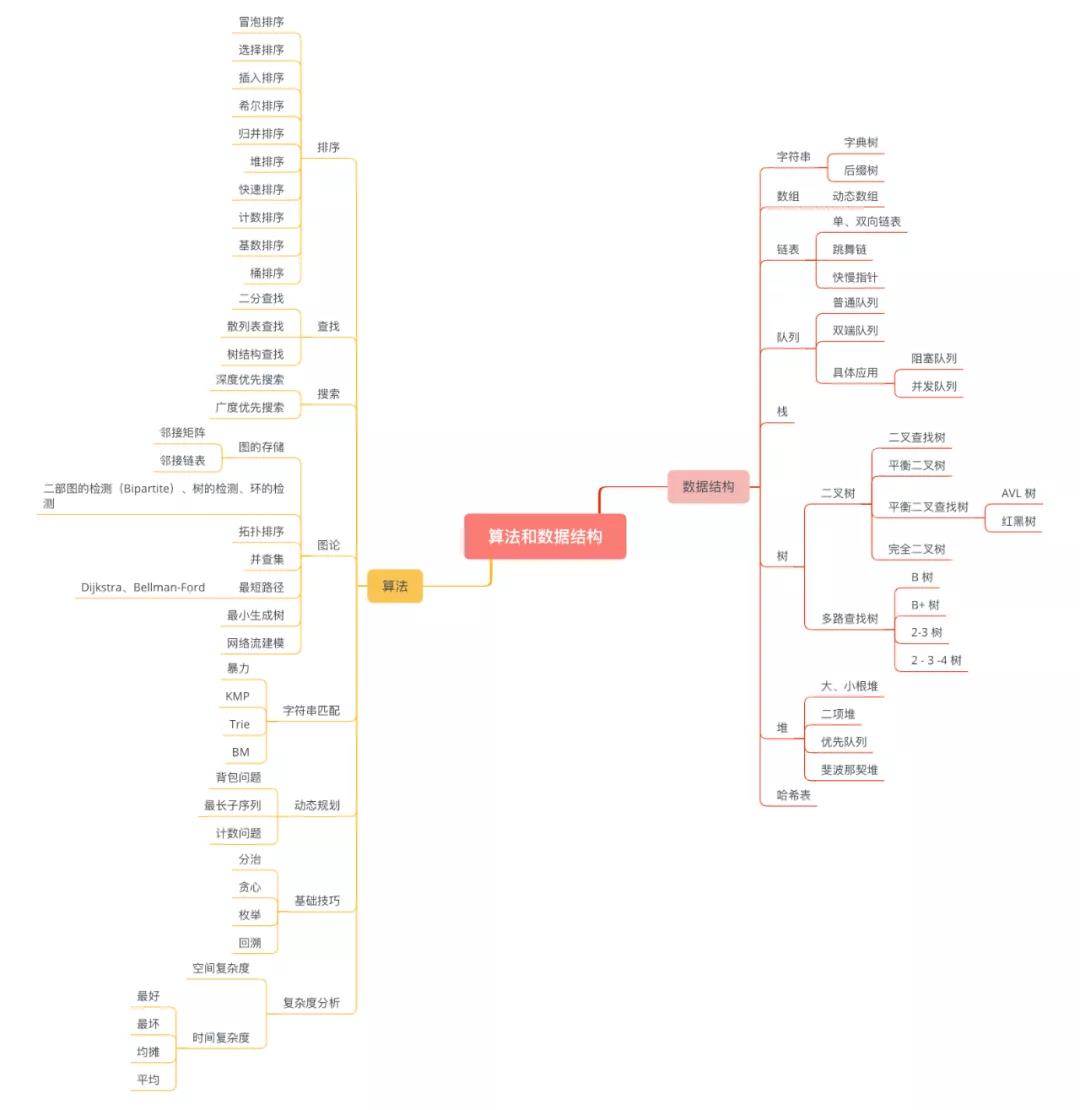 算法和数据结构
算法
排序
冒泡排序
选择排序
插入排序
希尔排序
归并排序
堆排序
快速排序
计数排序
基数排序
桶排序
查找
二分查找
散列表查找
树结构查找
搜索
深度优先搜索
广度优先搜索
图论
图的存储
邻接矩阵
邻接链表
二部图的检测（Bipartite）、树的检测、环的检
测
拓扑排序
并查集
最短路径
Dijkstra、Bellman-Ford
最小生成树
网络流建模
字符串匹配
暴力
KMP
Trie
BM
动态规划
背包问题
最长子序列
计数问题
基础技巧
分治
贪心
枚举
回溯
复杂度分析
空间复杂度
时间复杂度
最好
最坏
均摊
平均
数据结构
字符串
字典树
后缀树
数组
动态数组
链表
单、双向链表
跳舞链
快慢指针
队列
普通队列
双端队列
具体应用
阻塞队列
并发队列
栈
树
二叉树
二叉查找树
平衡二叉树
平衡二叉查找树
AVL 树
红黑树
完全二叉树
多路查找树
B 树
B+ 树
2-3 树
2 - 3 -4 树
堆
大、小根堆
二项堆
优先队列
斐波那契堆
哈希表